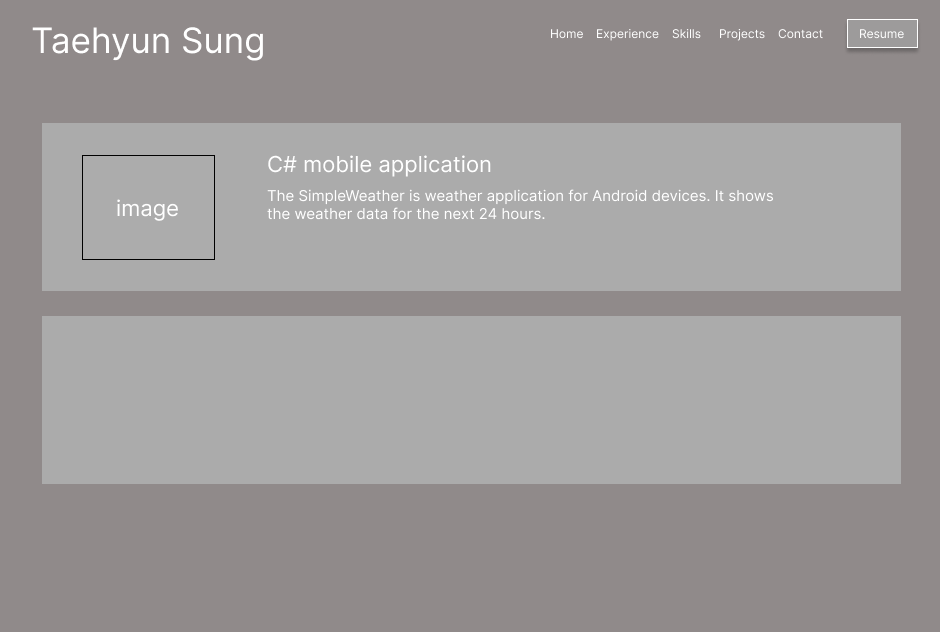 Taehyun Sung
Home Experience Skills Projects Contact Resume
C# mobile application
The SimpleWeather is weather application for Android devices. It shows
the weather data for the next 24 hours.
image